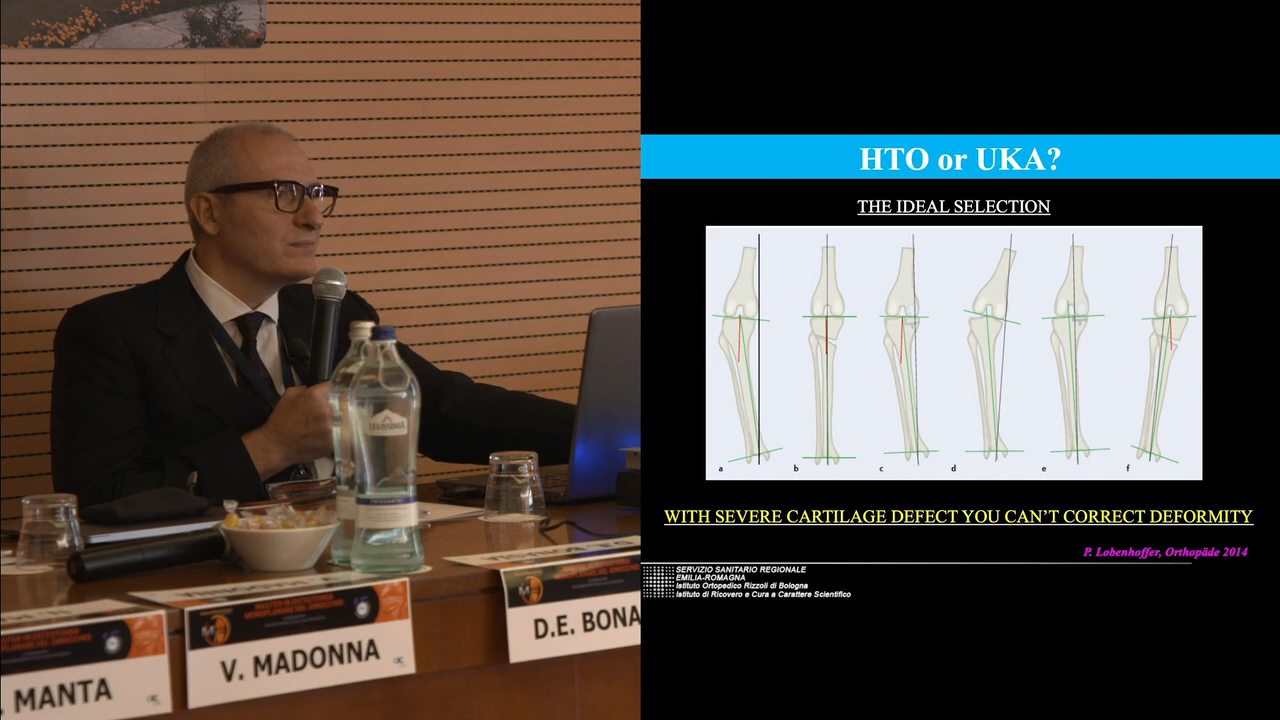 LEVISSIMA
MANTA
V. MADONNA
D.E. BONA
HTO or UKA?
THE IDEAL SELECTION
a b c d e f
WITH SEVERE CARTILAGE DEFECT YOU CAN'T CORRECT DEFORMITY
P. Lobenhoffer, Orthopäde 2014
SERVIZIO SANITARIO REGIONALE
EMILIA-ROMAGNA
Istituto Ortopedico Rizzoli di Bologna
Istituto di Ricovero e Cura a Carattere Scientifico